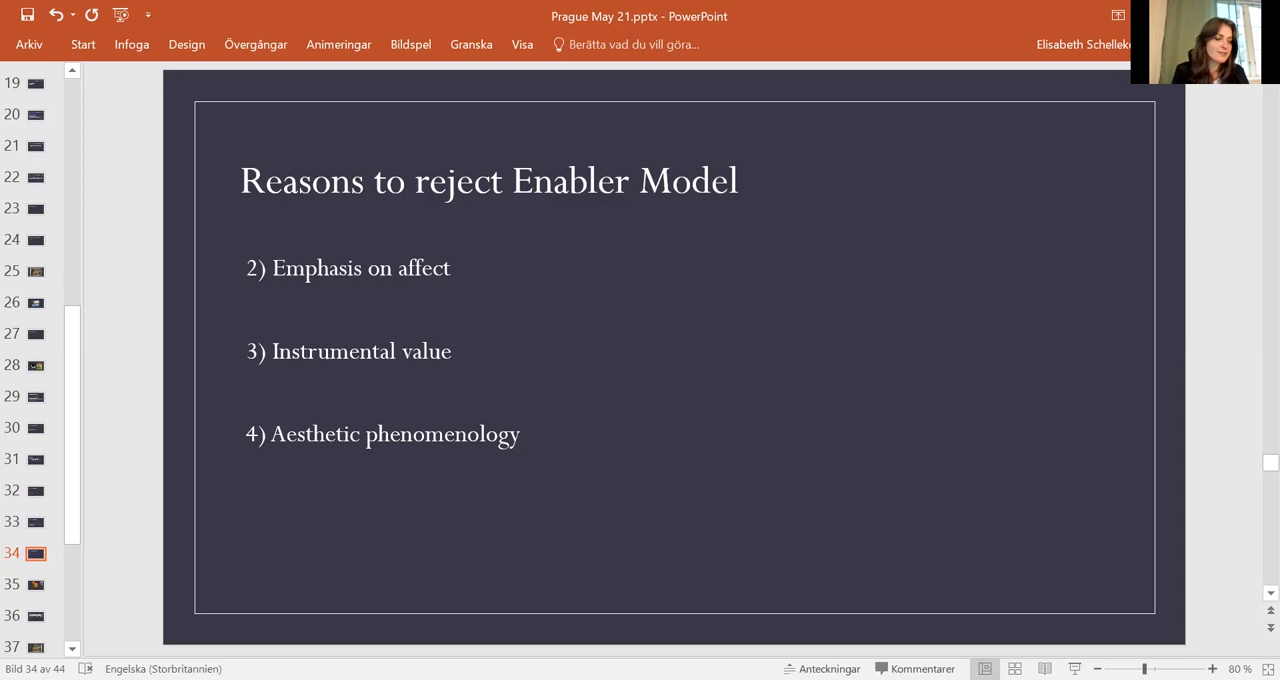 Prague May 21.pptx - PowerPoint
Arkiv Start Infoga Design Övergångar Animeringar Bildspel Granska Visa Berätta vad du vill göra... Elisabeth
19
20
21
22
23
24
25
26
27
28
29
30
31
32
33
34
35
36
37
Reasons to reject Enabler Model
2) Emphasis on affect
3) Instrumental value
4) Aesthetic phenomenology
Bild 34 av 44 Engelska (Storbritannien) Anteckningar Kommentarer 80 %